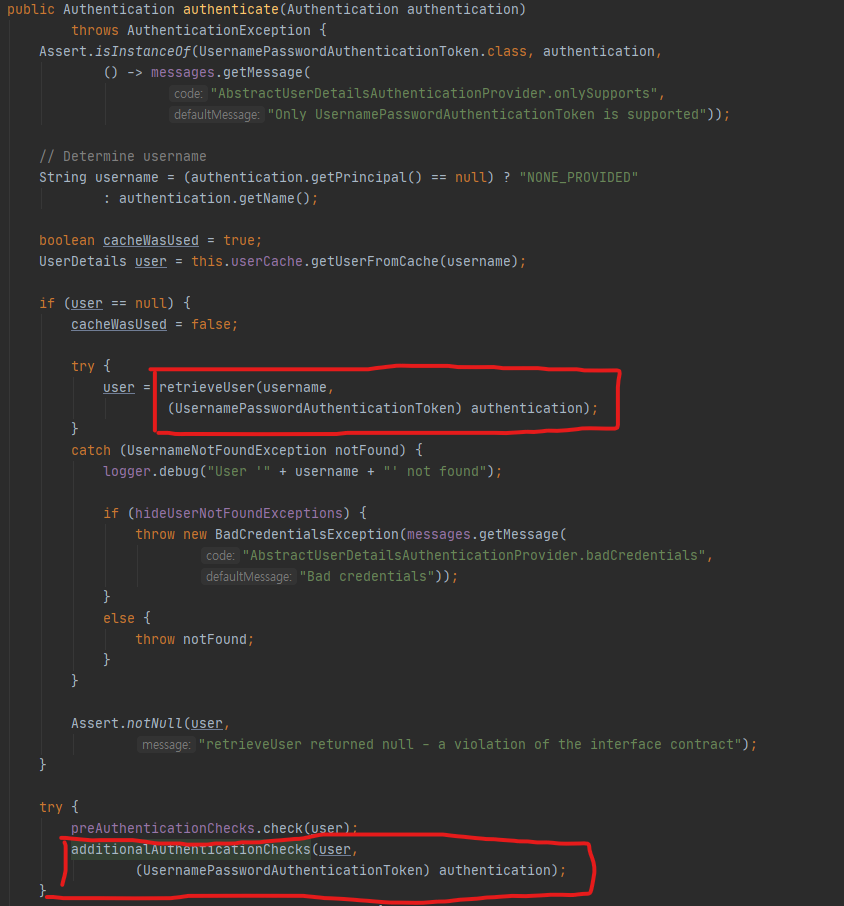 public Authentication authenticate(Authentication authentication)
throws AuthenticationException {
Assert.isInstanceOf(UsernamePasswordAuthenticationToken.class, authentication,
() -> messages.getMessage(
code: "AbstractUserDetailsAuthenticationProvider.onlySupports",
defaultMessage: "Only UsernamePasswordAuthenticationToken is supported"));
// Determine username
String username = (authentication.getPrincipal() == null) ? "NONE_PROVIDED"
: authentication.getName();
boolean cacheWasUsed = true;
UserDetails user = this.userCache.getUserFromCache(username);
if (user == null) {
cacheWasUsed = false;
try {
user = retrieveUser(username,
(UsernamePasswordAuthenticationToken) authentication);
}
catch (UsernameNotFoundException notFound) {
logger.debug("User '" + username + "' not found");
if (hideUserNotFoundExceptions) {
throw new BadCredentialsException(messages.getMessage(
code: "AbstractUserDetailsAuthenticationProvider.badCredentials",
defaultMessage: "Bad credentials"));
}
else {
throw notFound;
}
}
Assert.notNull(user,
message: "retrieveUser returned null - a violation of the interface contract");
}
try {
preAuthenticationChecks.check(user);
additionalAuthenticationChecks(user,
(UsernamePasswordAuthenticationToken) authentication);
}